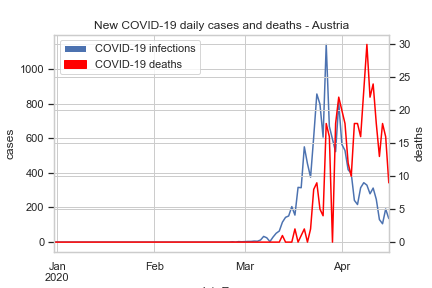 New COVID-19 daily cases and deaths - Austria
COVID-19 infections
COVID-19 deaths
cases
1000
800
600
400
200
0
deaths
30
25
20
15
10
5
0
Jan
2020
Feb
Mar
Apr